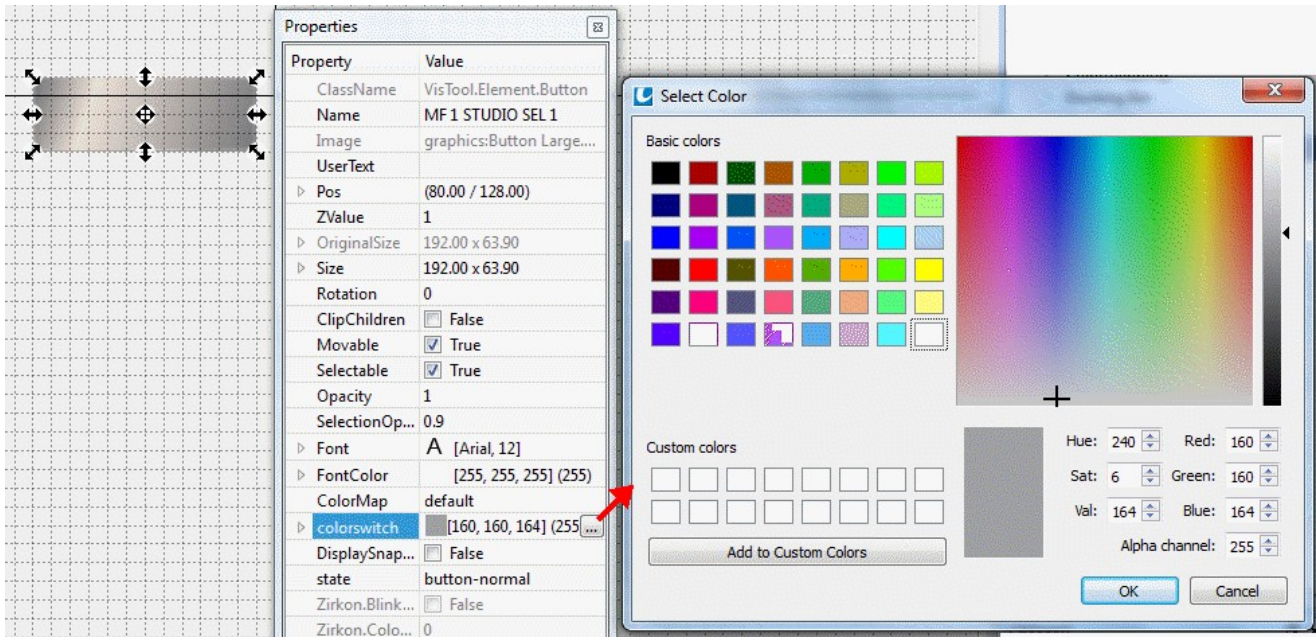 Properties
Property Value
ClassName VisTool.Element.Button
Name MF 1 STUDIO SEL 1
Image graphics:Button Large....
UserText
Pos (80.00 / 128.00)
ZValue 1
OriginalSize 192.00 x 63.90
Size 192.00 x 63.90
Rotation 0
ClipChildren False
Movable True
Selectable True
Opacity 1
SelectionOp... 0.9
Font A [Arial, 12]
FontColor [255, 255, 255] (255)
ColorMap default
colorswitch [160, 160, 164] (255 ...
DisplaySnap... False
state button-normal
Zirkon.Blink... False
Zirkon.Colo... 0
Select Color
Basic colors
Custom colors
Add to Custom Colors
Hue: 240 Red: 160
Sat: 6 Green: 160
Val: 164 Blue: 164
Alpha channel: 255
OK Cancel